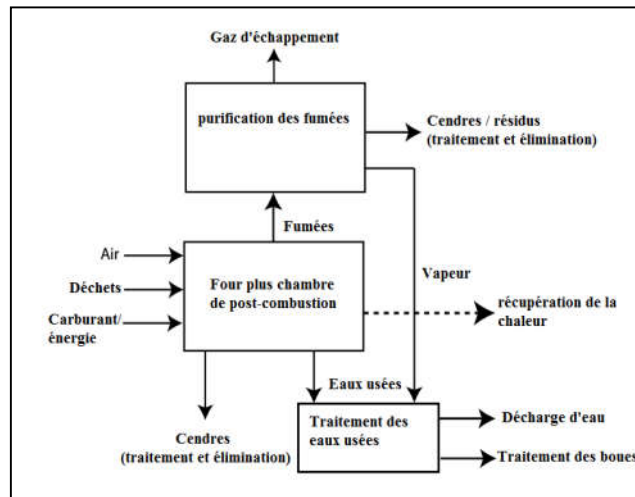 Gaz d'échappement
purification des fumées
Cendres / résidus
(traitement et élimination)
Fumées
Air
Déchets
Carburant/
énergie
Four plus chambre
de post-combustion
Vapeur
récupération de la
chaleur
Eaux usées
Cendres
(traitement et élimination)
Traitement des
eaux usées
Décharge d'eau
Traitement des boues